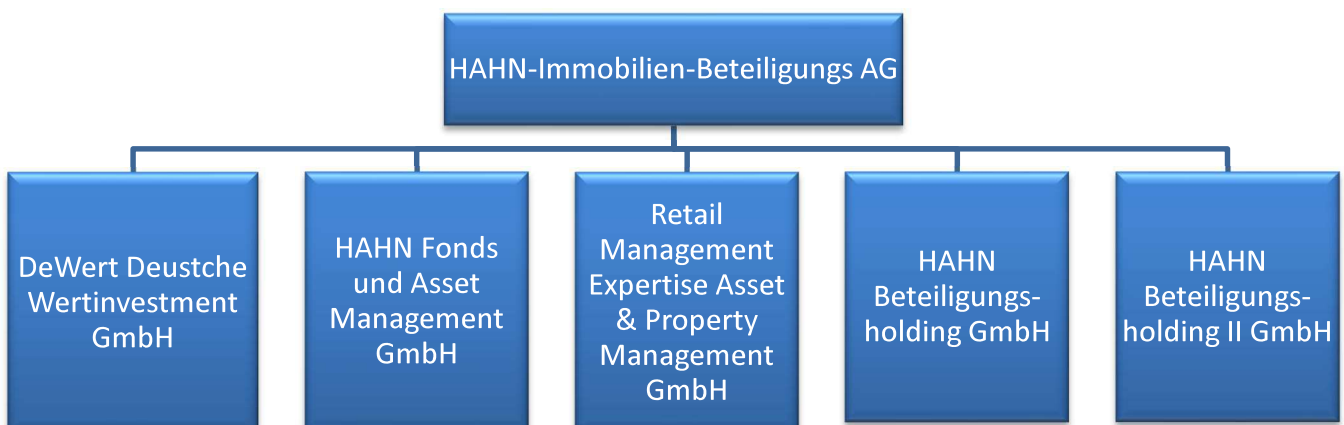 HAHN-Immobilien-Beteiligungs AG
DeWert Deustche
Wertinvestment
GmbH
HAHN Fonds
und Asset
Management
GmbH
Retail
Management
Expertise Asset
& Property
Management
GmbH
HAHN
Beteiligungs-
holding GmbH
HAHN
Beteiligungs-
holding II GmbH